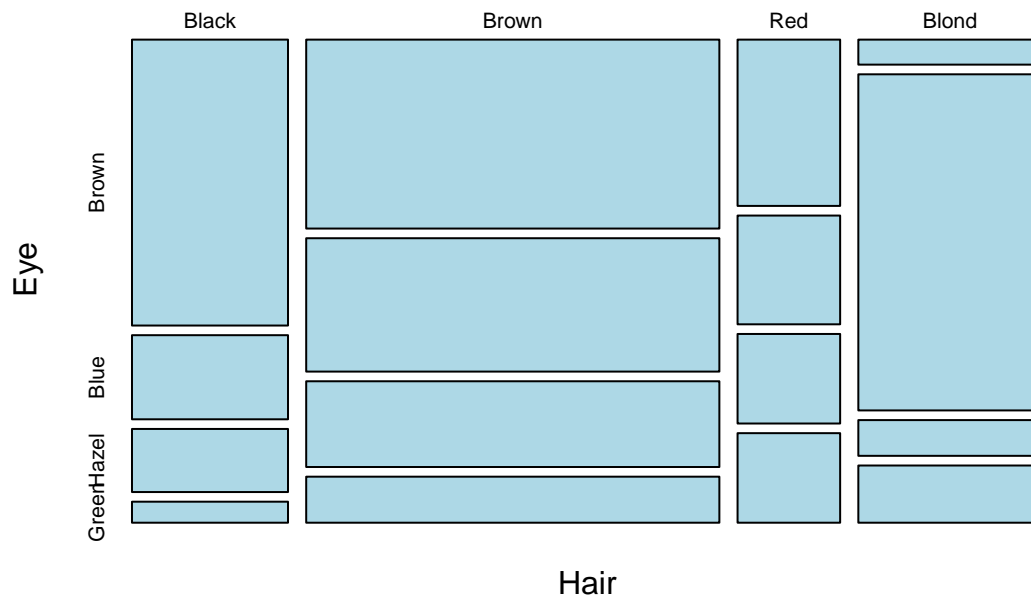 Black Brown Red Blond
Brown
Blue
Hazel
Green
Eye
Hair